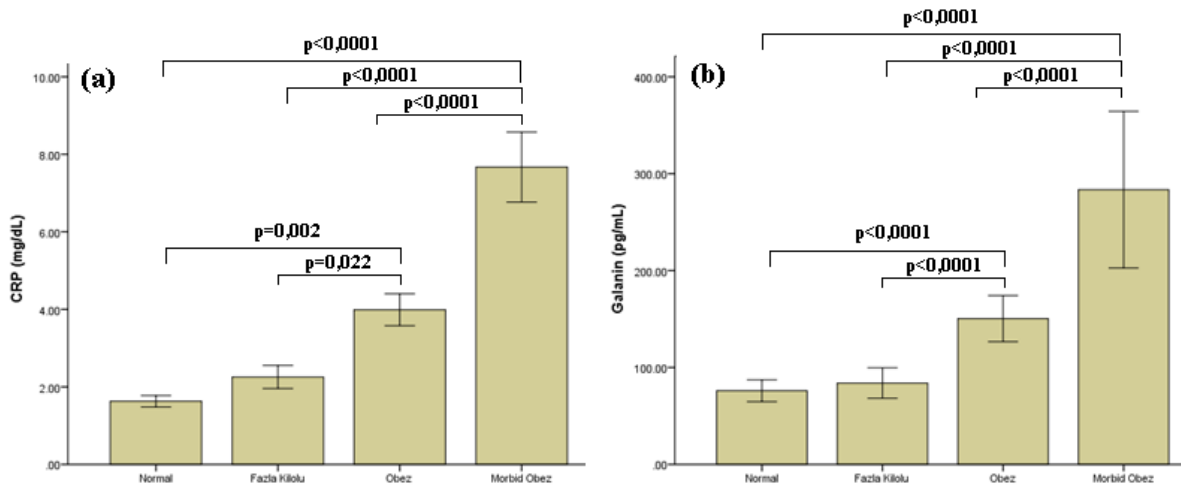 (a)
p<0,0001
p<0,0001
p<0,0001
p=0,002
p=0,022
CRP (mg/dL)
10.00
8.00
6.00
4.00
2.00
.00
Normal
Fazla Kilolu
Obez
Morbid Obez
(b)
p<0,0001
p<0,0001
p<0,0001
p<0,0001
p<0,0001
Galanin (pg/mL)
400.00
300.00
200.00
100.00
.00
Normal
Fazla Kilolu
Obez
Morbid Obez